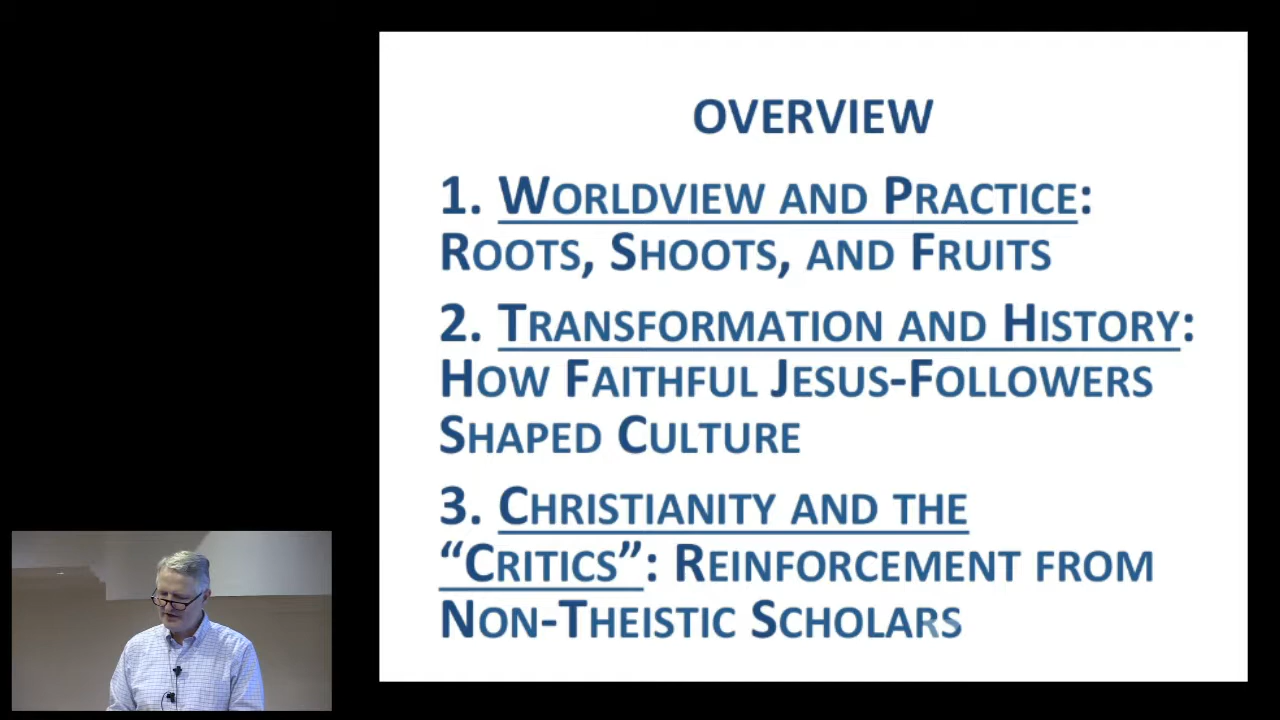 OVERVIEW
1. WORLDVIEW AND PRACTICE:
ROOTS, SHOOTS, AND FRUITS
2. TRANSFORMATION AND HISTORY:
HOW FAITHFUL JESUS-FOLLOWERS
SHAPED CULTURE
3. CHRISTIANITY AND THE
“CRITICS”: REINFORCEMENT FROM
NON-THEISTIC SCHOLARS